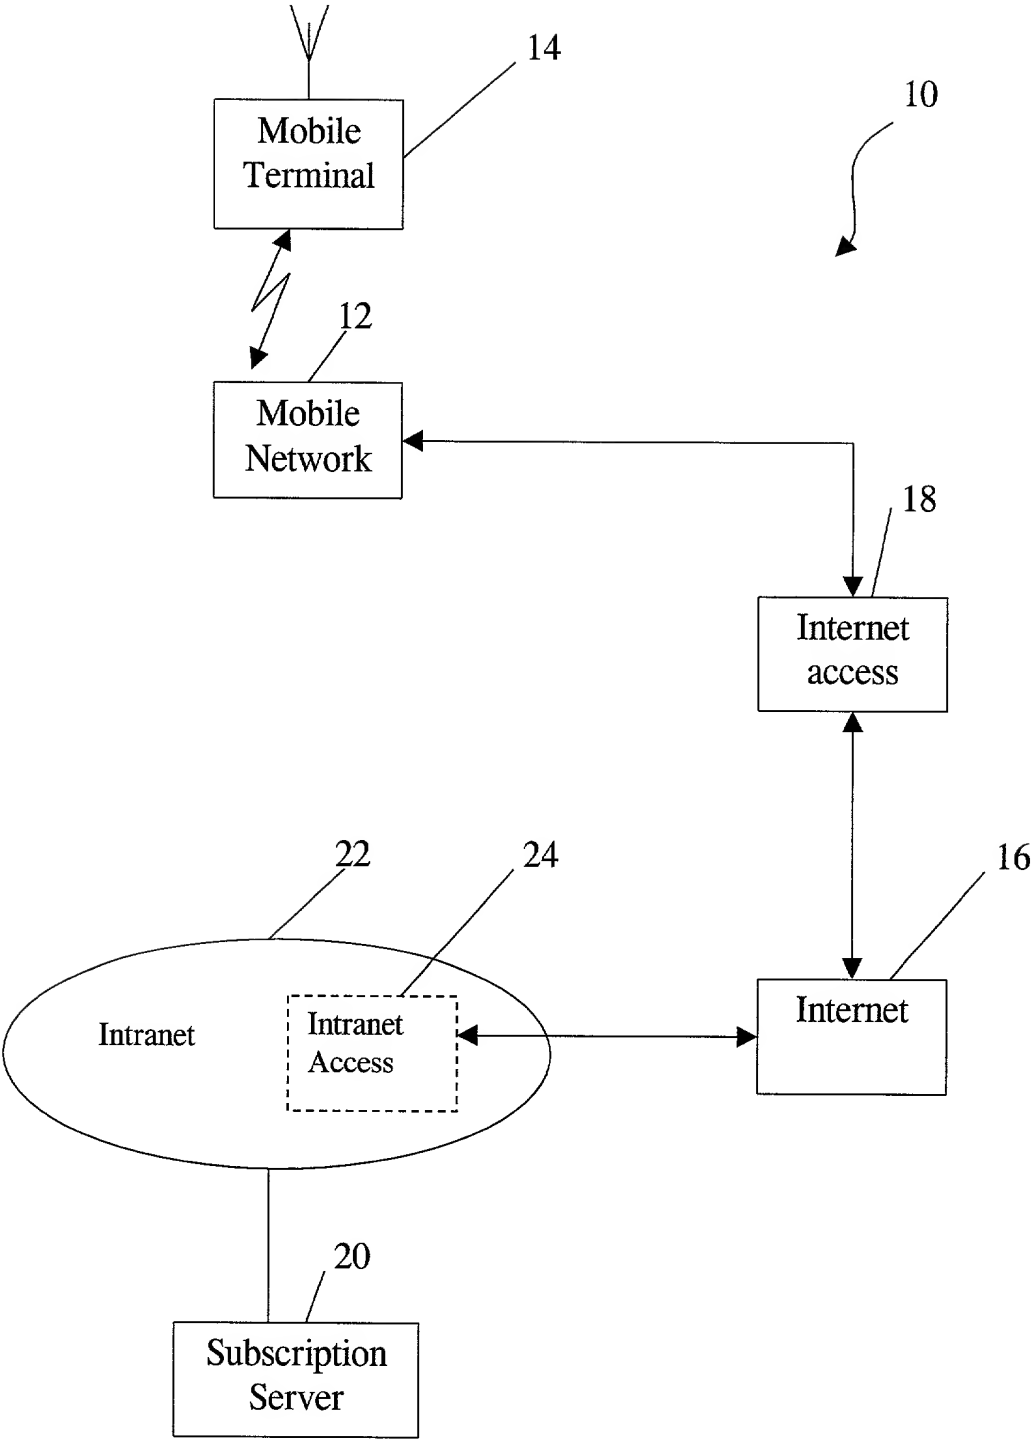 14
Mobile
Terminal
10
12
Mobile
Network
18
Internet
access
22
24
16
Intranet
Intranet
Access
Internet
20
Subscription
Server